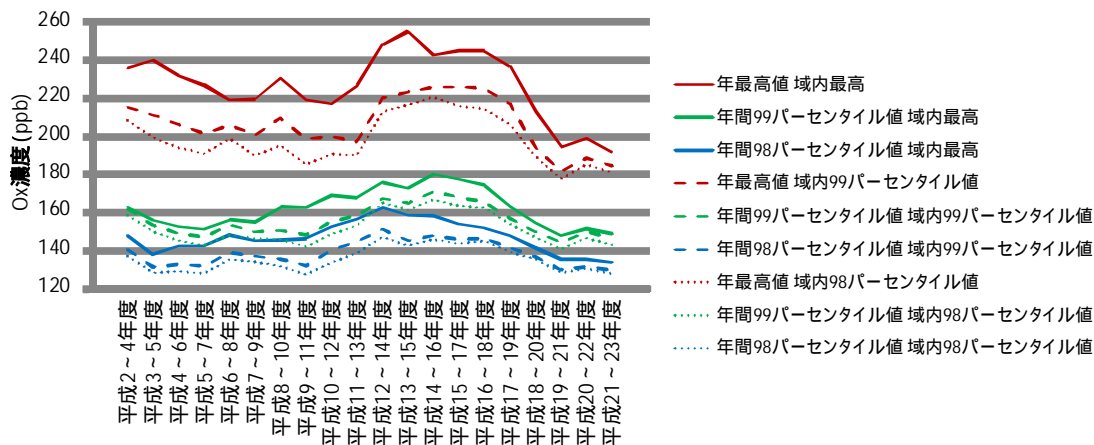 260
240
220
200
180
160
140
120
Ox濃度(ppb)
平成2~4年度
平成3~5年度
平成4~6年度
平成5~7年度
平成6~8年度
平成7~9年度
平成8~10年度
平成9~11年度
平成10~12年度
平成11~13年度
平成12~14年度
平成13~15年度
平成14~16年度
平成15~17年度
平成16~18年度
平成17~19年度
平成18~20年度
平成19~21年度
平成20~22年度
平成21~23年度
年最高値 域内最高
年間99パーセンタイル値 域内最高
年間98パーセンタイル値 域内最高
年最高値 域内99パーセンタイル値
年間99パーセンタイル値 域内99パーセンタイル値
年間98パーセンタイル値 域内99パーセンタイル値
年最高値 域内98パーセンタイル値
年間99パーセンタイル値 域内98パーセンタイル値
年間98パーセンタイル値 域内98パーセンタイル値